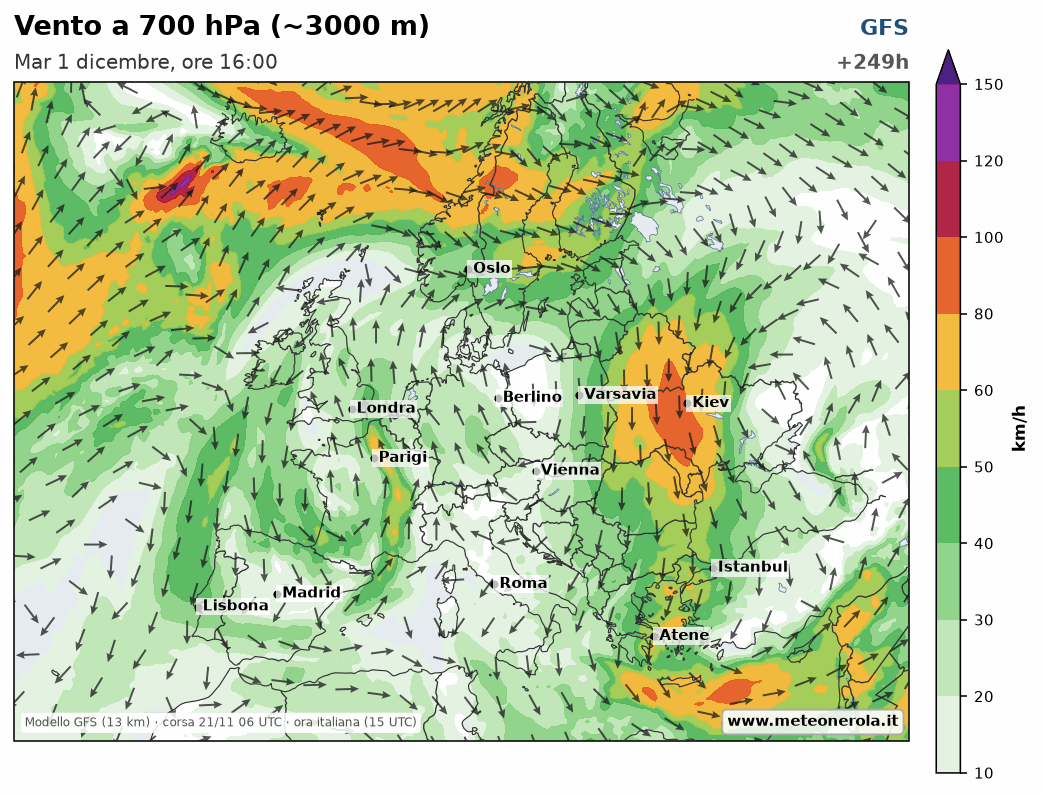 Vento a 700 hPa (~3000 m)
GFS
Mar 1 dicembre, ore 16:00
+249h
150
120
100
80
60
50
40
30
20
10
km/h
Oslo
Berlino
Varsavia
Kiev
Londra
Parigi
Vienna
Istanbul
Roma
Madrid
Lisbona
Atene
Modello GFS (13 km) · corsa 21/11 06 UTC · ora italiana (15 UTC)
www.meteonerola.it